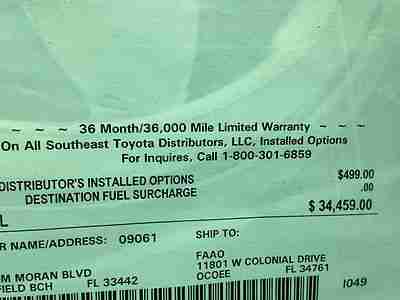 ~ ~ ~ 36 Month/36,000 Mile Limited Warranty ~ ~ ~
On All Southeast Toyota Distributors, LLC, Installed Options
For Inquires, Call 1-800-301-6859
DISTRIBUTOR'S INSTALLED OPTIONS $499.00
DESTINATION FUEL SURCHARGE .00
L $ 34,459.00
R NAME/ADDRESS: 09061 SHIP TO:
FAAO
M MORAN BLVD 11801 W COLONIAL DRIVE
FIELD BCH FL 33442 OCOEE FL 34761
I049